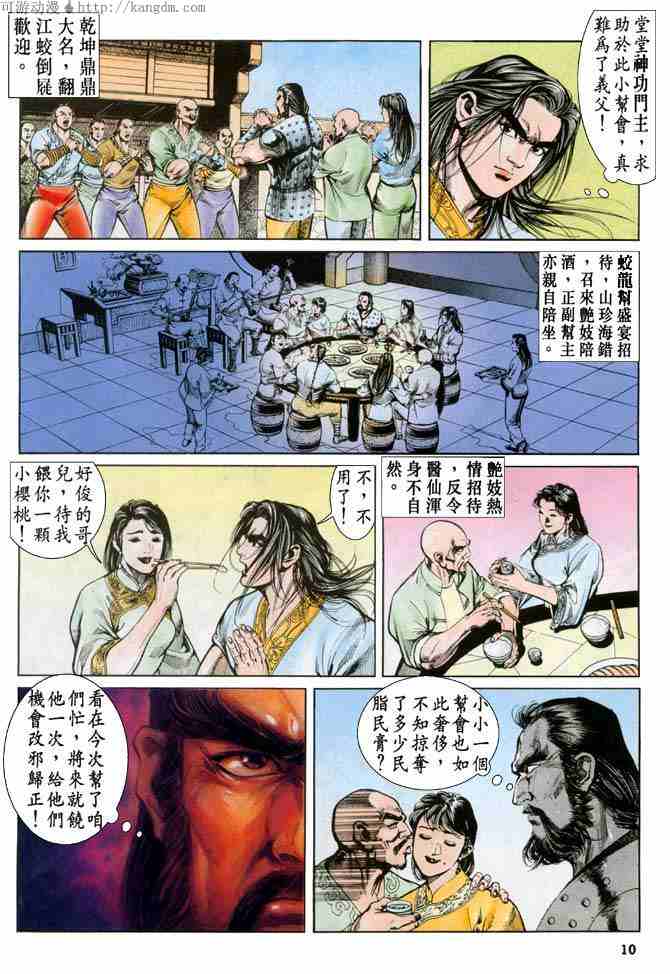 可游动漫 http://kangdm.com
乾坤鼎鼎
大名，翻
江蛟倒屐
歡迎。
堂堂神功門主，求
助於此小幫會，真
難為了義父！
蛟龍幫盛宴招
待，山珍海錯
，召來艷妓陪
酒，正副幫主
亦親自陪坐。
好俊的哥
兒，待我
餵你一顆
小櫻桃！
不，不
用了！
艷妓熱
情招待
，反令
醫仙渾
身不自
然。
看在今次幫了咱
們忙，將來就饒
他一次，給他們
機會改邪歸正！
小小一個
幫會也如
此奢侈，
不知掠奪
了多少民
脂民膏？
10